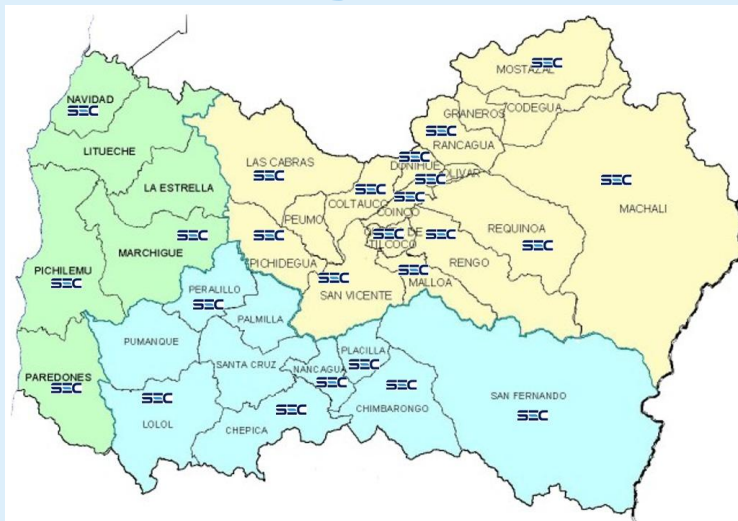 MOSTAZAL
SEC
NAVIDAD
SEC
GRANEROS
CODEGUA
SEC
RANCAGUA
LITUECHE
LAS CABRAS
SEC
SEC
DOÑIHUE
SEC
OLIVAR
SEC
MACHALI
LA ESTRELLA
SEC
COLTAUCO
SEC
COINCO
PEUMO
MARCHIGUE
SEC
PICHIDEGUA
SEC
SEC
TILCOCO
DE
SEC
REQUINOA
SEC
RENGO
PICHILEMU
SEC
SEC
SAN VICENTE
SEC
MALLOA
PERALILLO
SEC
PALMILLA
PUMANQUE
PLACILLA
SEC
PAREDONES
SEC
SANTA CRUZ
NANCAGUA
SEC
SEC
CHIMBARONGO
SAN FERNANDO
SEC
SEC
LOLOL
SEC
CHEPICA